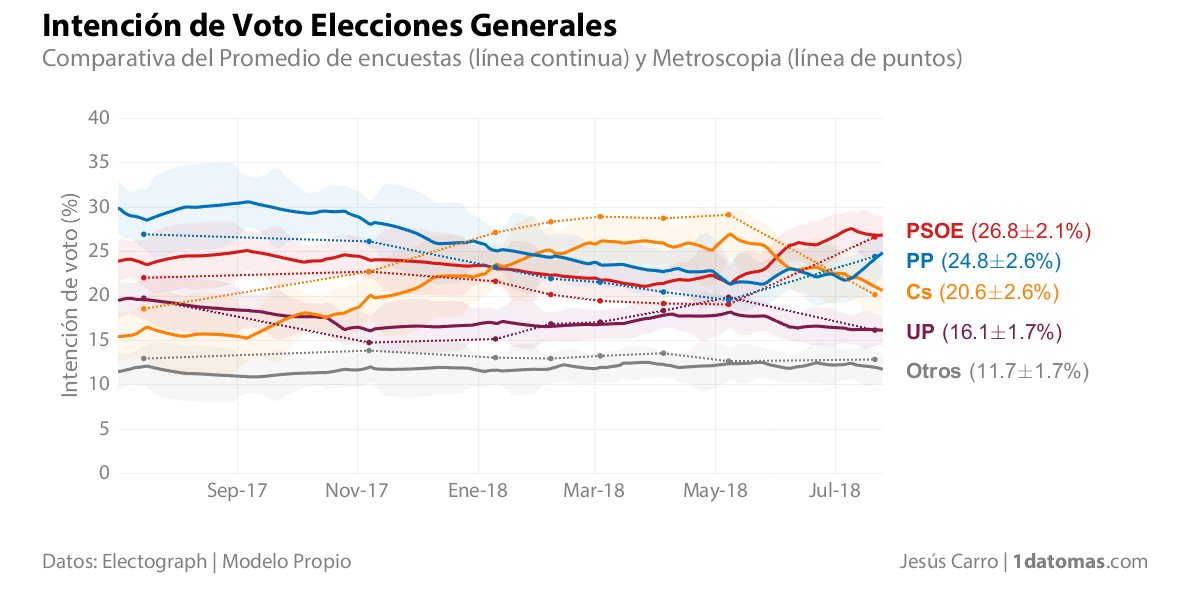 Intención de Voto Elecciones Generales
Comparativa del Promedio de encuestas (línea continua) y Metroscopia (línea de puntos)
Intención de voto (%)
40
35
30
25
20
15
10
5
0
Sep-17 Nov-17 Ene-18 Mar-18 May-18 Jul-18
PSOE (26.8±2.1%)
PP (24.8±2.6%)
Cs (20.6±2.6%)
UP (16.1±1.7%)
Otros (11.7±1.7%)
Datos: Electograph | Modelo Propio
Jesús Carro | 1datomas.com